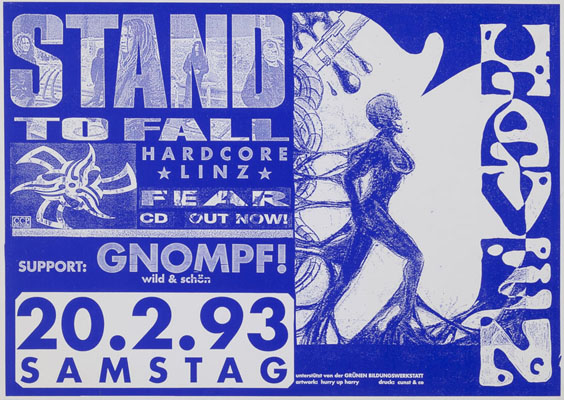 STAND
TO FALL
HARDCORE
★ LINZ ★
FEAR
CD OUT NOW!
CCP
SUPPORT: GNOMPF!
wild & schön
20.2.93
SAMSTAG
unterstützt von der GRÜNEN BILDUNGSWERKSTATT
artwork: hurry up harry druck: cunst & co